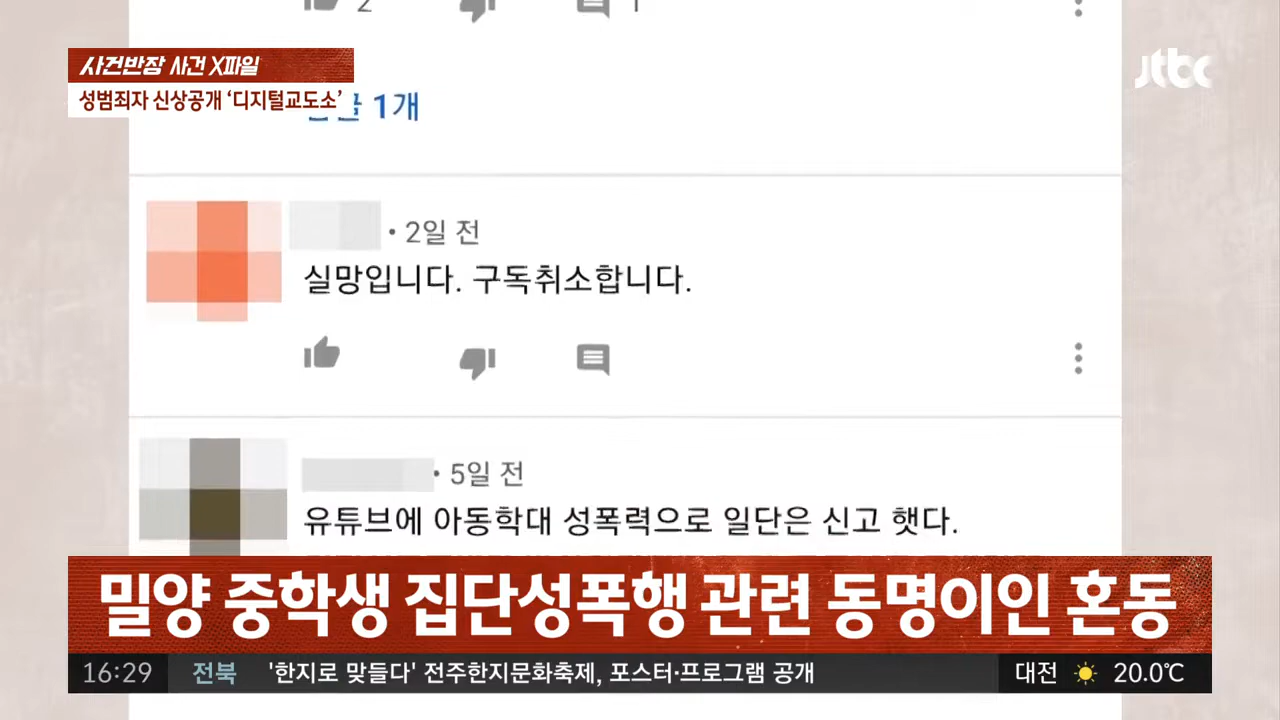 2
1
사건반장 사건 X파일
jtbc
성범죄자 신상공개 ‘디지털교도소’
1개
• 2일 전
실망입니다. 구독취소합니다.
• 5일 전
유튜브에 아동학대 성폭력으로 일단은 신고 햇다.
밀양 중학생 집단성폭행 관련 동명이인 혼동
16:29 전북 '한지로 맞들다' 전주한지문화축제, 포스터·프로그램 공개 대전 20.0℃